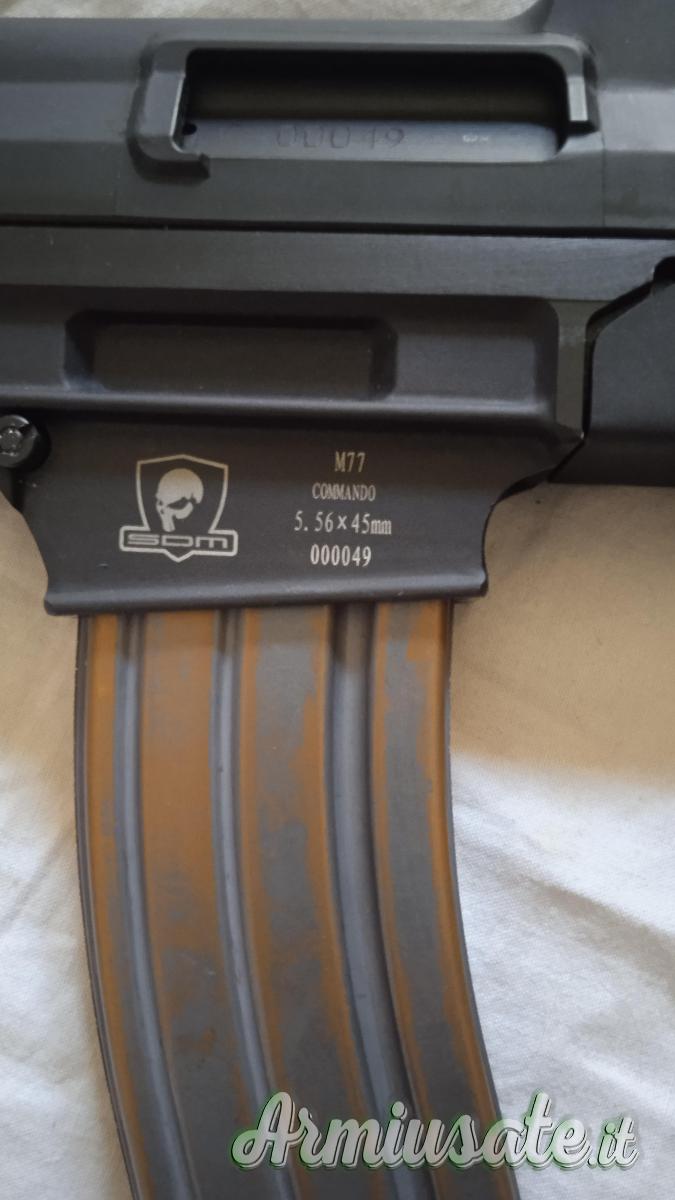 000049
SDM
M77
COMMANDO
5.56×45mm
000049
Armiusate.it